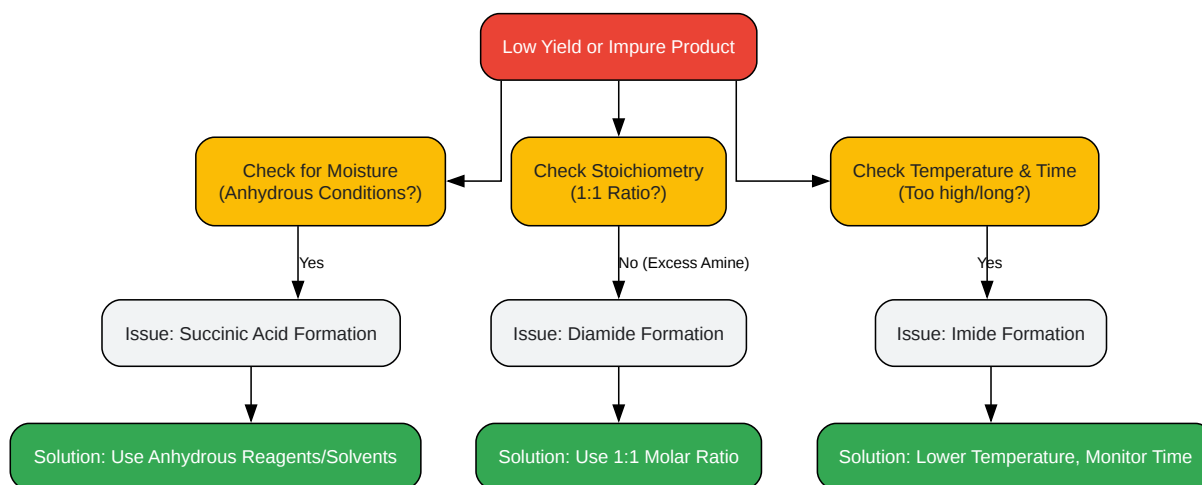 Low Yield or Impure Product
Check for Moisture
(Anhydrous Conditions?)
Check Stoichiometry
(1:1 Ratio?)
Check Temperature & Time
(Too high/long?)
Yes
No (Excess Amine)
Yes
Issue: Succinic Acid Formation
Issue: Diamide Formation
Issue: Imide Formation
Solution: Use Anhydrous Reagents/Solvents
Solution: Use 1:1 Molar Ratio
Solution: Lower Temperature, Monitor Time